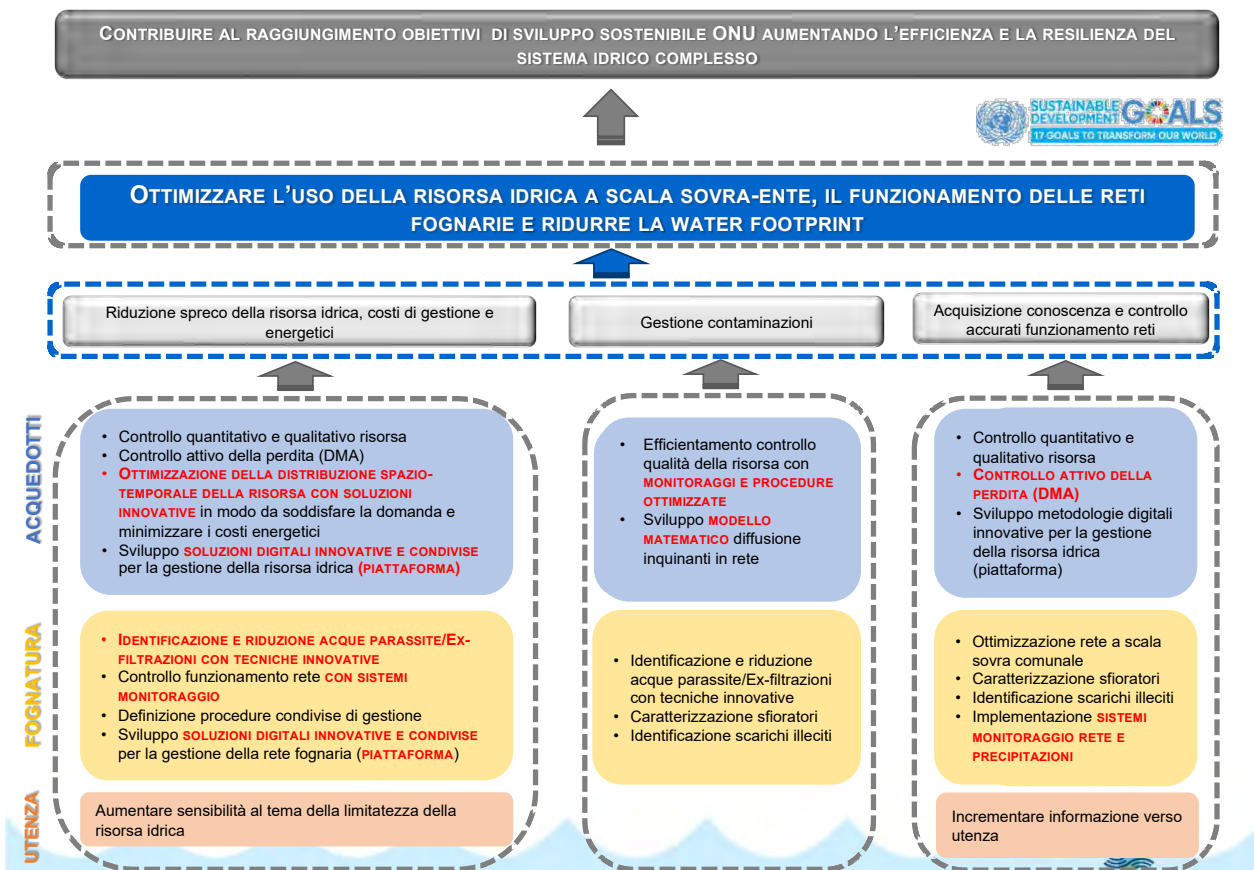 CONTRIBUIRE AL RAGGIUNGIMENTO OBIETTIVI DI SVILUPPO SOSTENIBILE ONU AUMENTANDO L'EFFICIENZA E LA RESILIENZA DEL
SISTEMA IDRICO COMPLESSO
SUSTAINABLE
DEVELOPMENT GOALS
17 GOALS TO TRANSFORM OUR WORLD
OTTIMIZZARE L'USO DELLA RISORSA IDRICA A SCALA SOVRA-ENTE, IL FUNZIONAMENTO DELLE RETI
FOGNARIE E RIDURRE LA WATER FOOTPRINT
Riduzione spreco della risorsa idrica, costi di gestione e
energetici
Gestione contaminazioni
Acquisizione conoscenza e controllo
accurati funzionamento reti
ACQUEDOTTI
• Controllo quantitativo e qualitativo risorsa
• Controllo attivo della perdita (DMA)
• OTTIMIZZAZIONE DELLA DISTRIBUZIONE SPAZIO-
TEMPORALE DELLA RISORSA CON SOLUZIONI
INNOVATIVE in modo da soddisfare la domanda e
minimizzare i costi energetici
• Sviluppo SOLUZIONI DIGITALI INNOVATIVE E CONDIVISE
per la gestione della risorsa idrica (PIATTAFORMA)
• Efficientamento controllo
qualità della risorsa con
MONITORAGGI E PROCEDURE
OTTIMIZZATE
• Sviluppo MODELLO
MATEMATICO diffusione
inquinanti in rete
• Controllo quantitativo e
qualitativo risorsa
• CONTROLLO ATTIVO DELLA
PERDITA (DMA)
• Sviluppo metodologie digitali
innovative per la gestione
della risorsa idrica
(piattaforma)
FOGNATURA
• IDENTIFICAZIONE E RIDUZIONE ACQUE PARASSITE/EX-
FILTRAZIONI CON TECNICHE INNOVATIVE
• Controllo funzionamento rete CON SISTEMI
MONITORAGGIO
• Definizione procedure condivise di gestione
• Sviluppo SOLUZIONI DIGITALI INNOVATIVE E CONDIVISE
per la gestione della rete fognaria (PIATTAFORMA)
• Identificazione e riduzione
acque parassite/Ex-filtrazioni
con tecniche innovative
• Caratterizzazione sfioratori
• Identificazione scarichi illeciti
• Ottimizzazione rete a scala
sovra comunale
• Caratterizzazione sfioratori
• Identificazione scarichi illeciti
• Implementazione SISTEMI
MONITORAGGIO RETE E
PRECIPITAZIONI
UTENZA
Aumentare sensibilità al tema della limitatezza della
risorsa idrica
Incrementare informazione verso
utenza